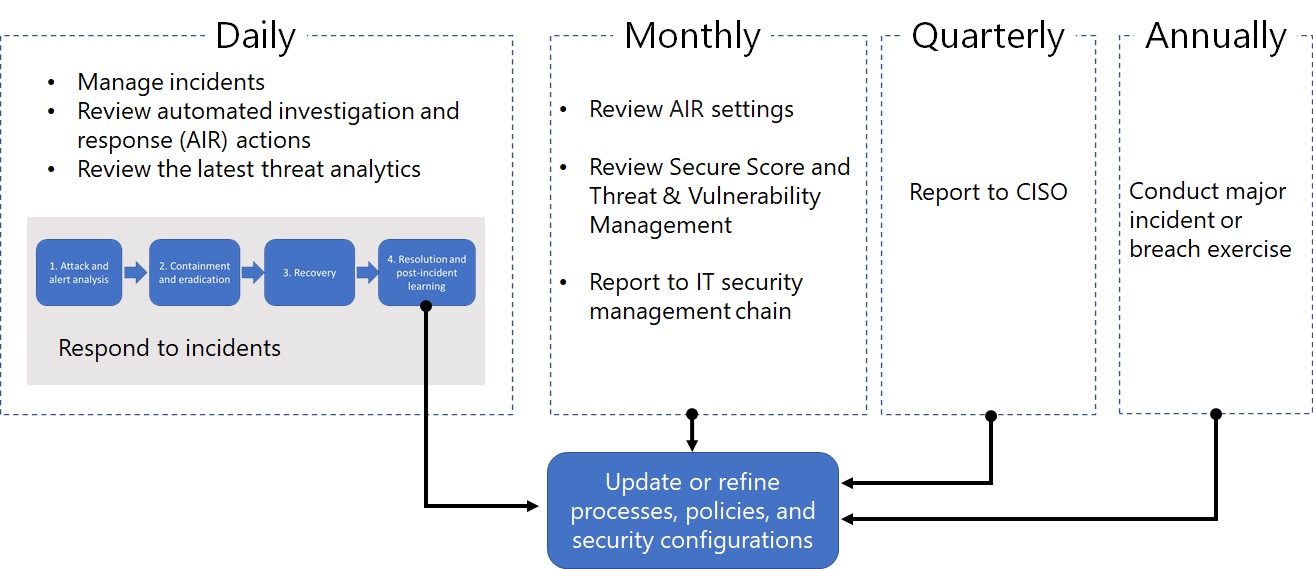 Daily
• Manage incidents
• Review automated investigation and
response (AIR) actions
• Review the latest threat analytics
1. Attack and
alert analysis
2. Containment
and eradication
3. Recovery
4. Resolution and
post-incident
learning
Respond to incidents
Monthly
• Review AIR settings
• Review Secure Score and
Threat & Vulnerability
Management
• Report to IT security
management chain
Quarterly
Report to CISO
Annually
Conduct major
incident or
breach exercise
Update or refine
processes, policies, and
security configurations